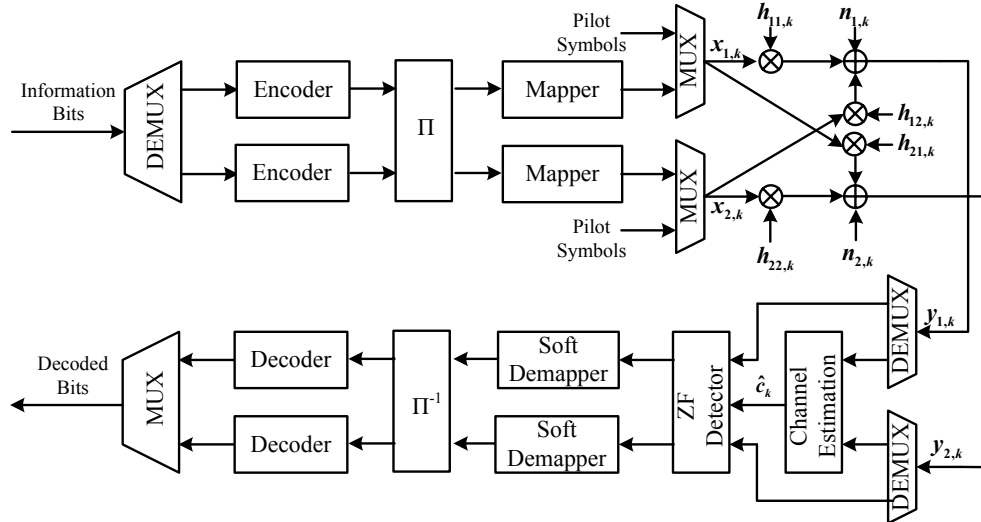 Pilot
Symbols
h11,k
n1,k
x1,k
MUX
Information
Bits
DEMUX
Encoder
Π
Mapper
h12,k
h21,k
Encoder
Mapper
MUX
x2,k
Pilot
Symbols
h22,k
n2,k
DEMUX
y1,k
Decoded
Bits
MUX
Decoder
Π-1
Soft
Demapper
ZF
Detector
ĉk
Channel
Estimation
Decoder
Soft
Demapper
DEMUX
y2,k